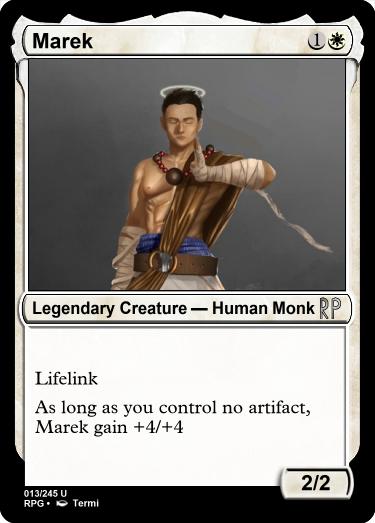 Marek 1
Legendary Creature — Human Monk RP
Lifelink
As long as you control no artifact,
Marek gain +4/+4
2/2
013/245 U
RPG • Termi